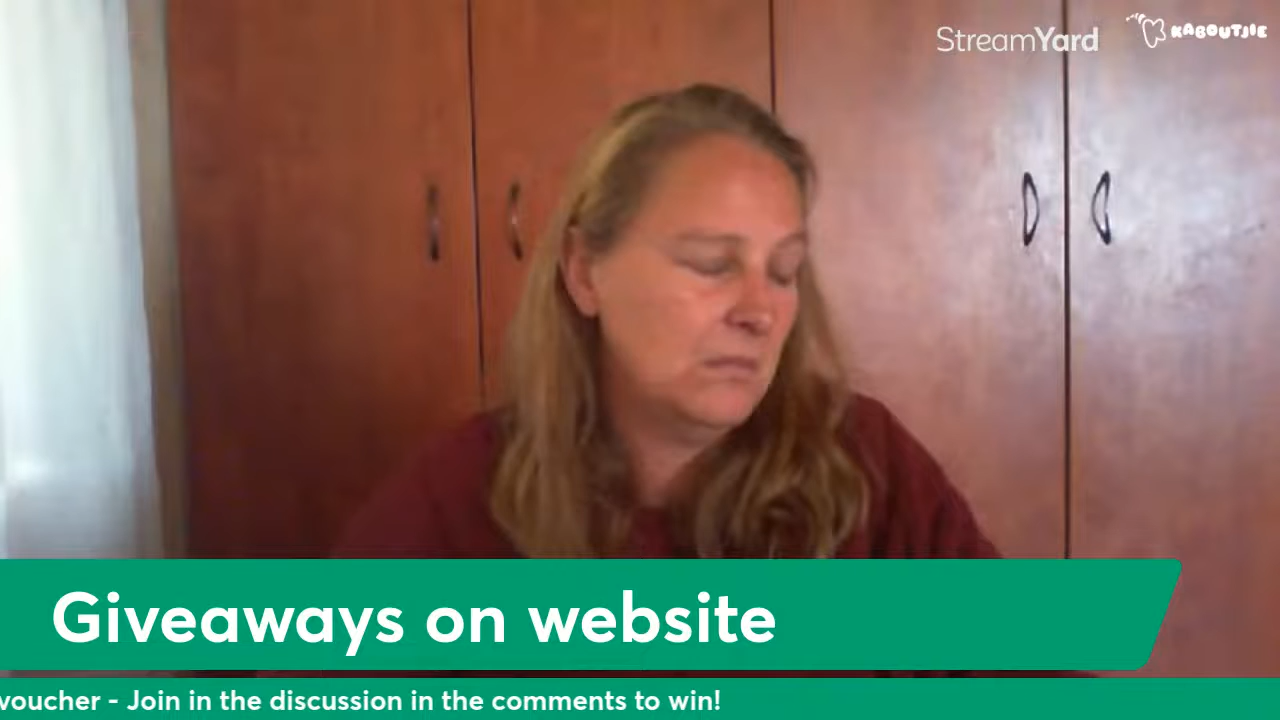 StreamYard
KABOUTJIE
Giveaways on website
voucher - Join in the discussion in the comments to win!